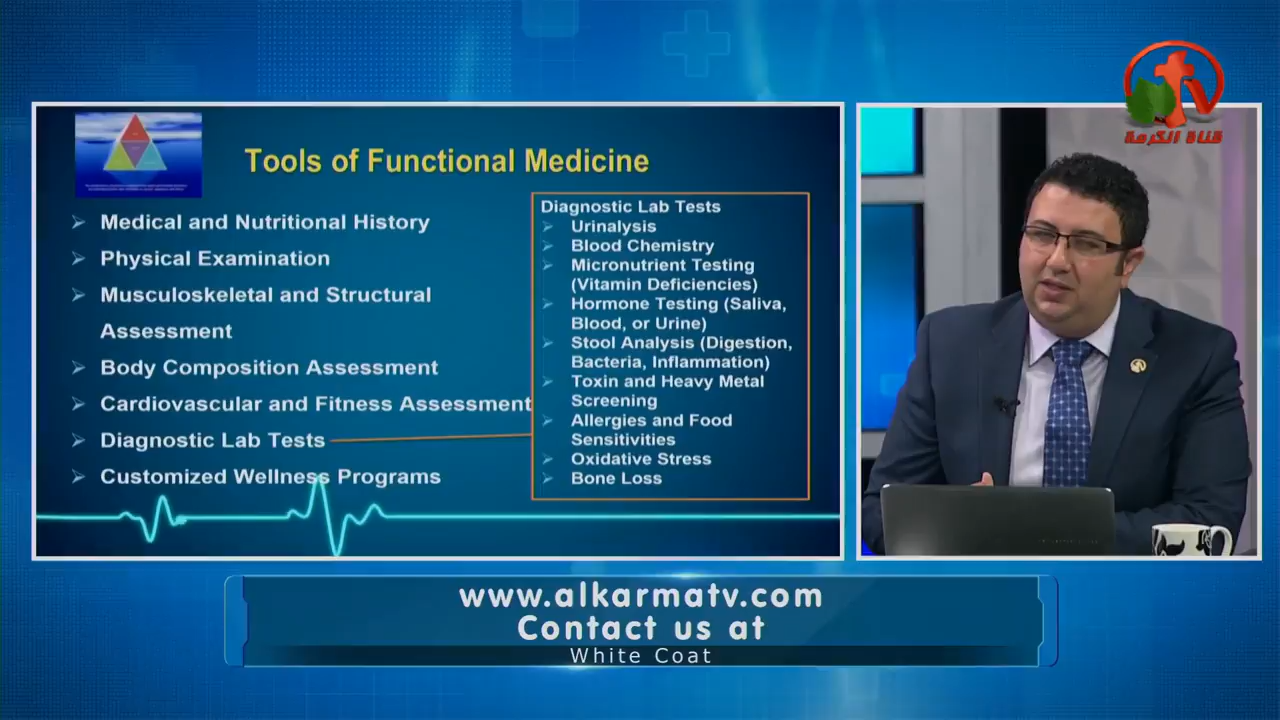 قناة الكرمة
Tools of Functional Medicine
Medical and Nutritional History
Physical Examination
Musculoskeletal and Structural
Assessment
Body Composition Assessment
Cardiovascular and Fitness Assessment
Diagnostic Lab Tests
Customized Wellness Programs
Diagnostic Lab Tests
Urinalysis
Blood Chemistry
Micronutrient Testing
(Vitamin Deficiencies)
Hormone Testing (Saliva,
Blood, or Urine)
Stool Analysis (Digestion,
Bacteria, Inflammation)
Toxin and Heavy Metal
Screening
Allergies and Food
Sensitivities
Oxidative Stress
Bone Loss
www.alkarmatv.com
Contact us at
White Coat